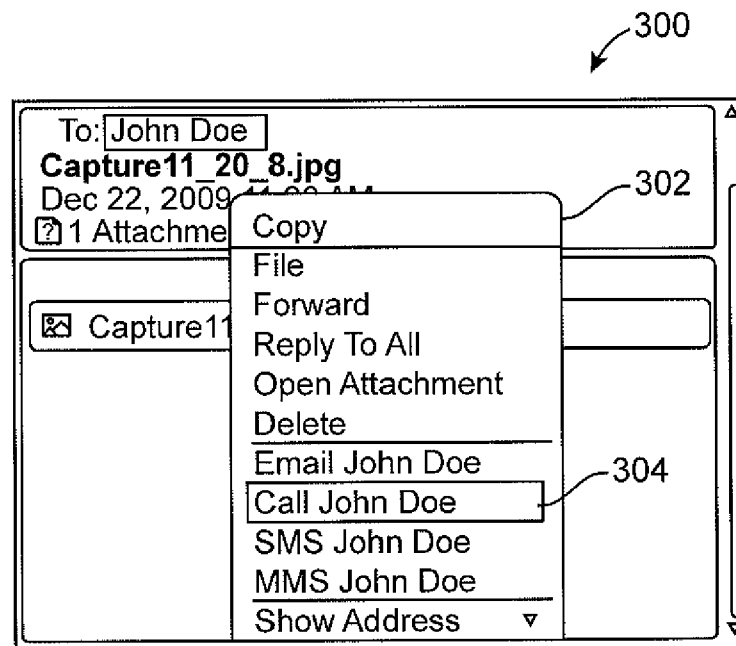 300
To: John Doe
Capture11_20_8.jpg
Dec 22, 2009
302
1 Attachme
Copy
File
Forward
Capture11
Reply To All
Open Attachment
Delete
Email John Doe
304
Call John Doe
SMS John Doe
MMS John Doe
Show Address